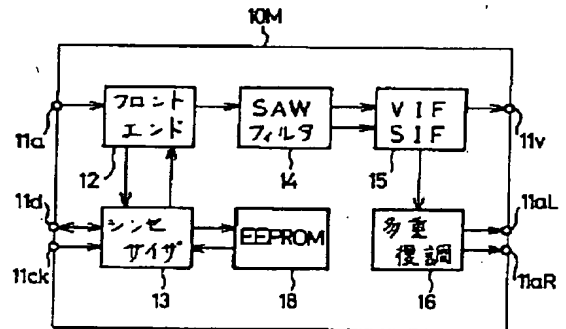 10M
11a
フロント
エンド
12
SAW
フィルタ
14
VIF
SIF
15
11v
11d
11ck
シンセ
サイザ
13
EEPROM
18
多重
復調
16
11aL
11aR